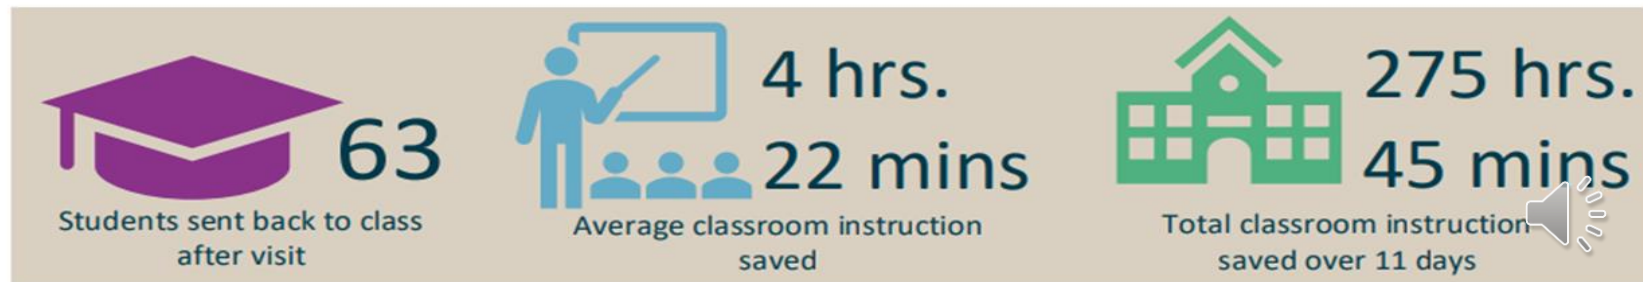 63
Students sent back to class
after visit
4 hrs.
22 mins
Average classroom instruction
saved
275 hrs.
45 mins
Total classroom instruction
saved over 11 days